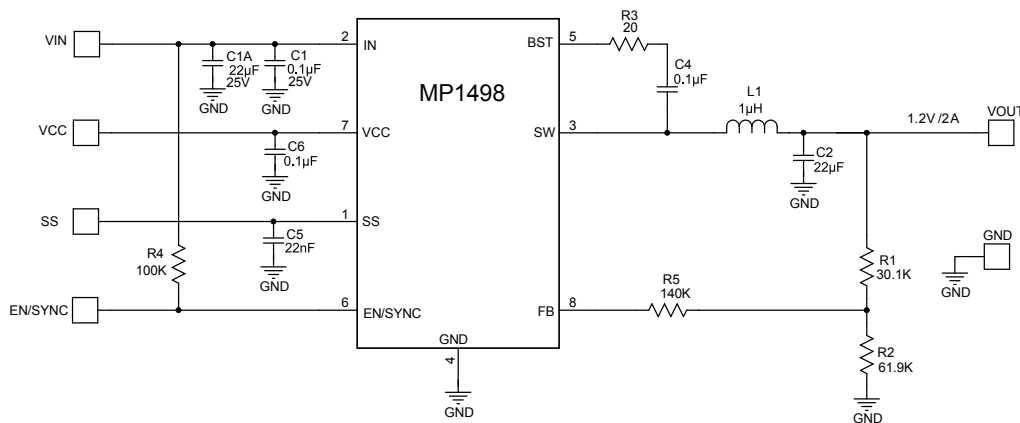 VIN
2
IN
C1A
22µF
25V
GND
C1
0.1µF
25V
GND
VCC
7
VCC
C6
0.1µF
GND
SS
1
SS
C5
22nF
GND
R4
100K
EN/SYNC
6
EN/SYNC
MP1498
GND
4
GND
BST
5
R3
20
C4
0.1µF
SW
3
L1
1µH
1.2V/2A
VOUT
C2
22µF
GND
GND
GND
R1
30.1K
FB
8
R5
140K
R2
61.9K
GND